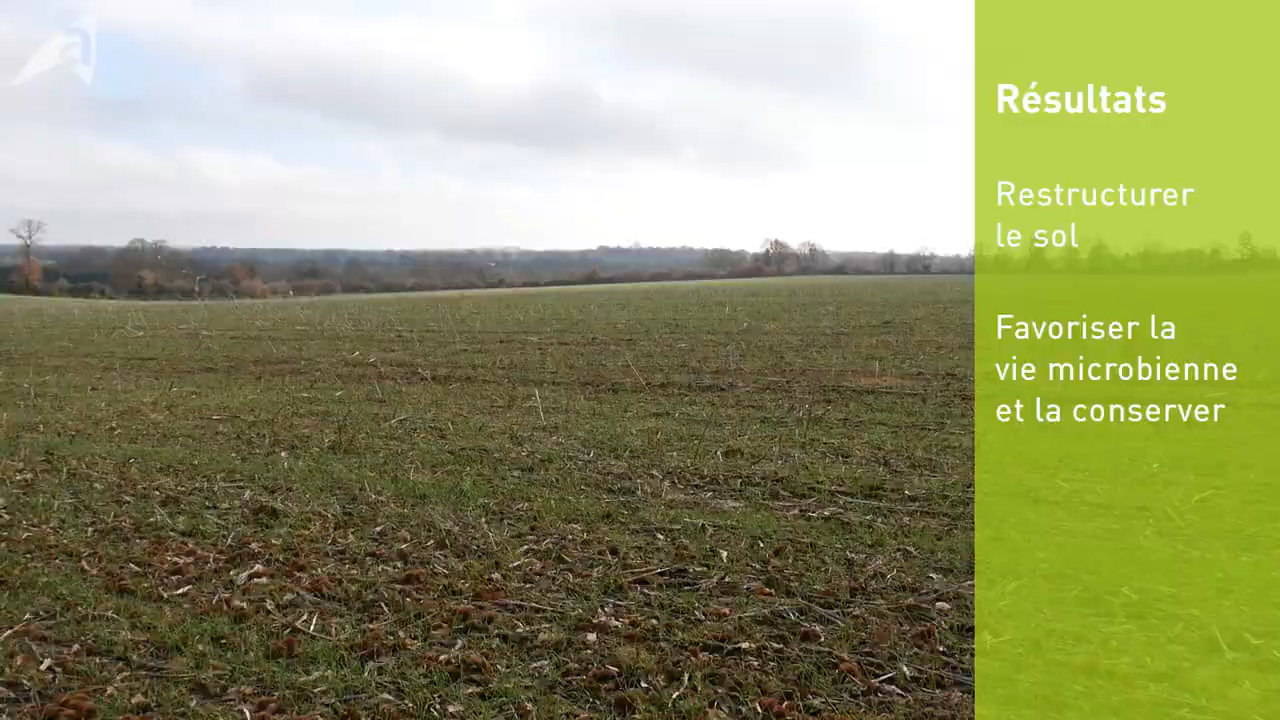 Résultats
Restructurer
le sol
Favoriser la
vie microbienne
et la conserver